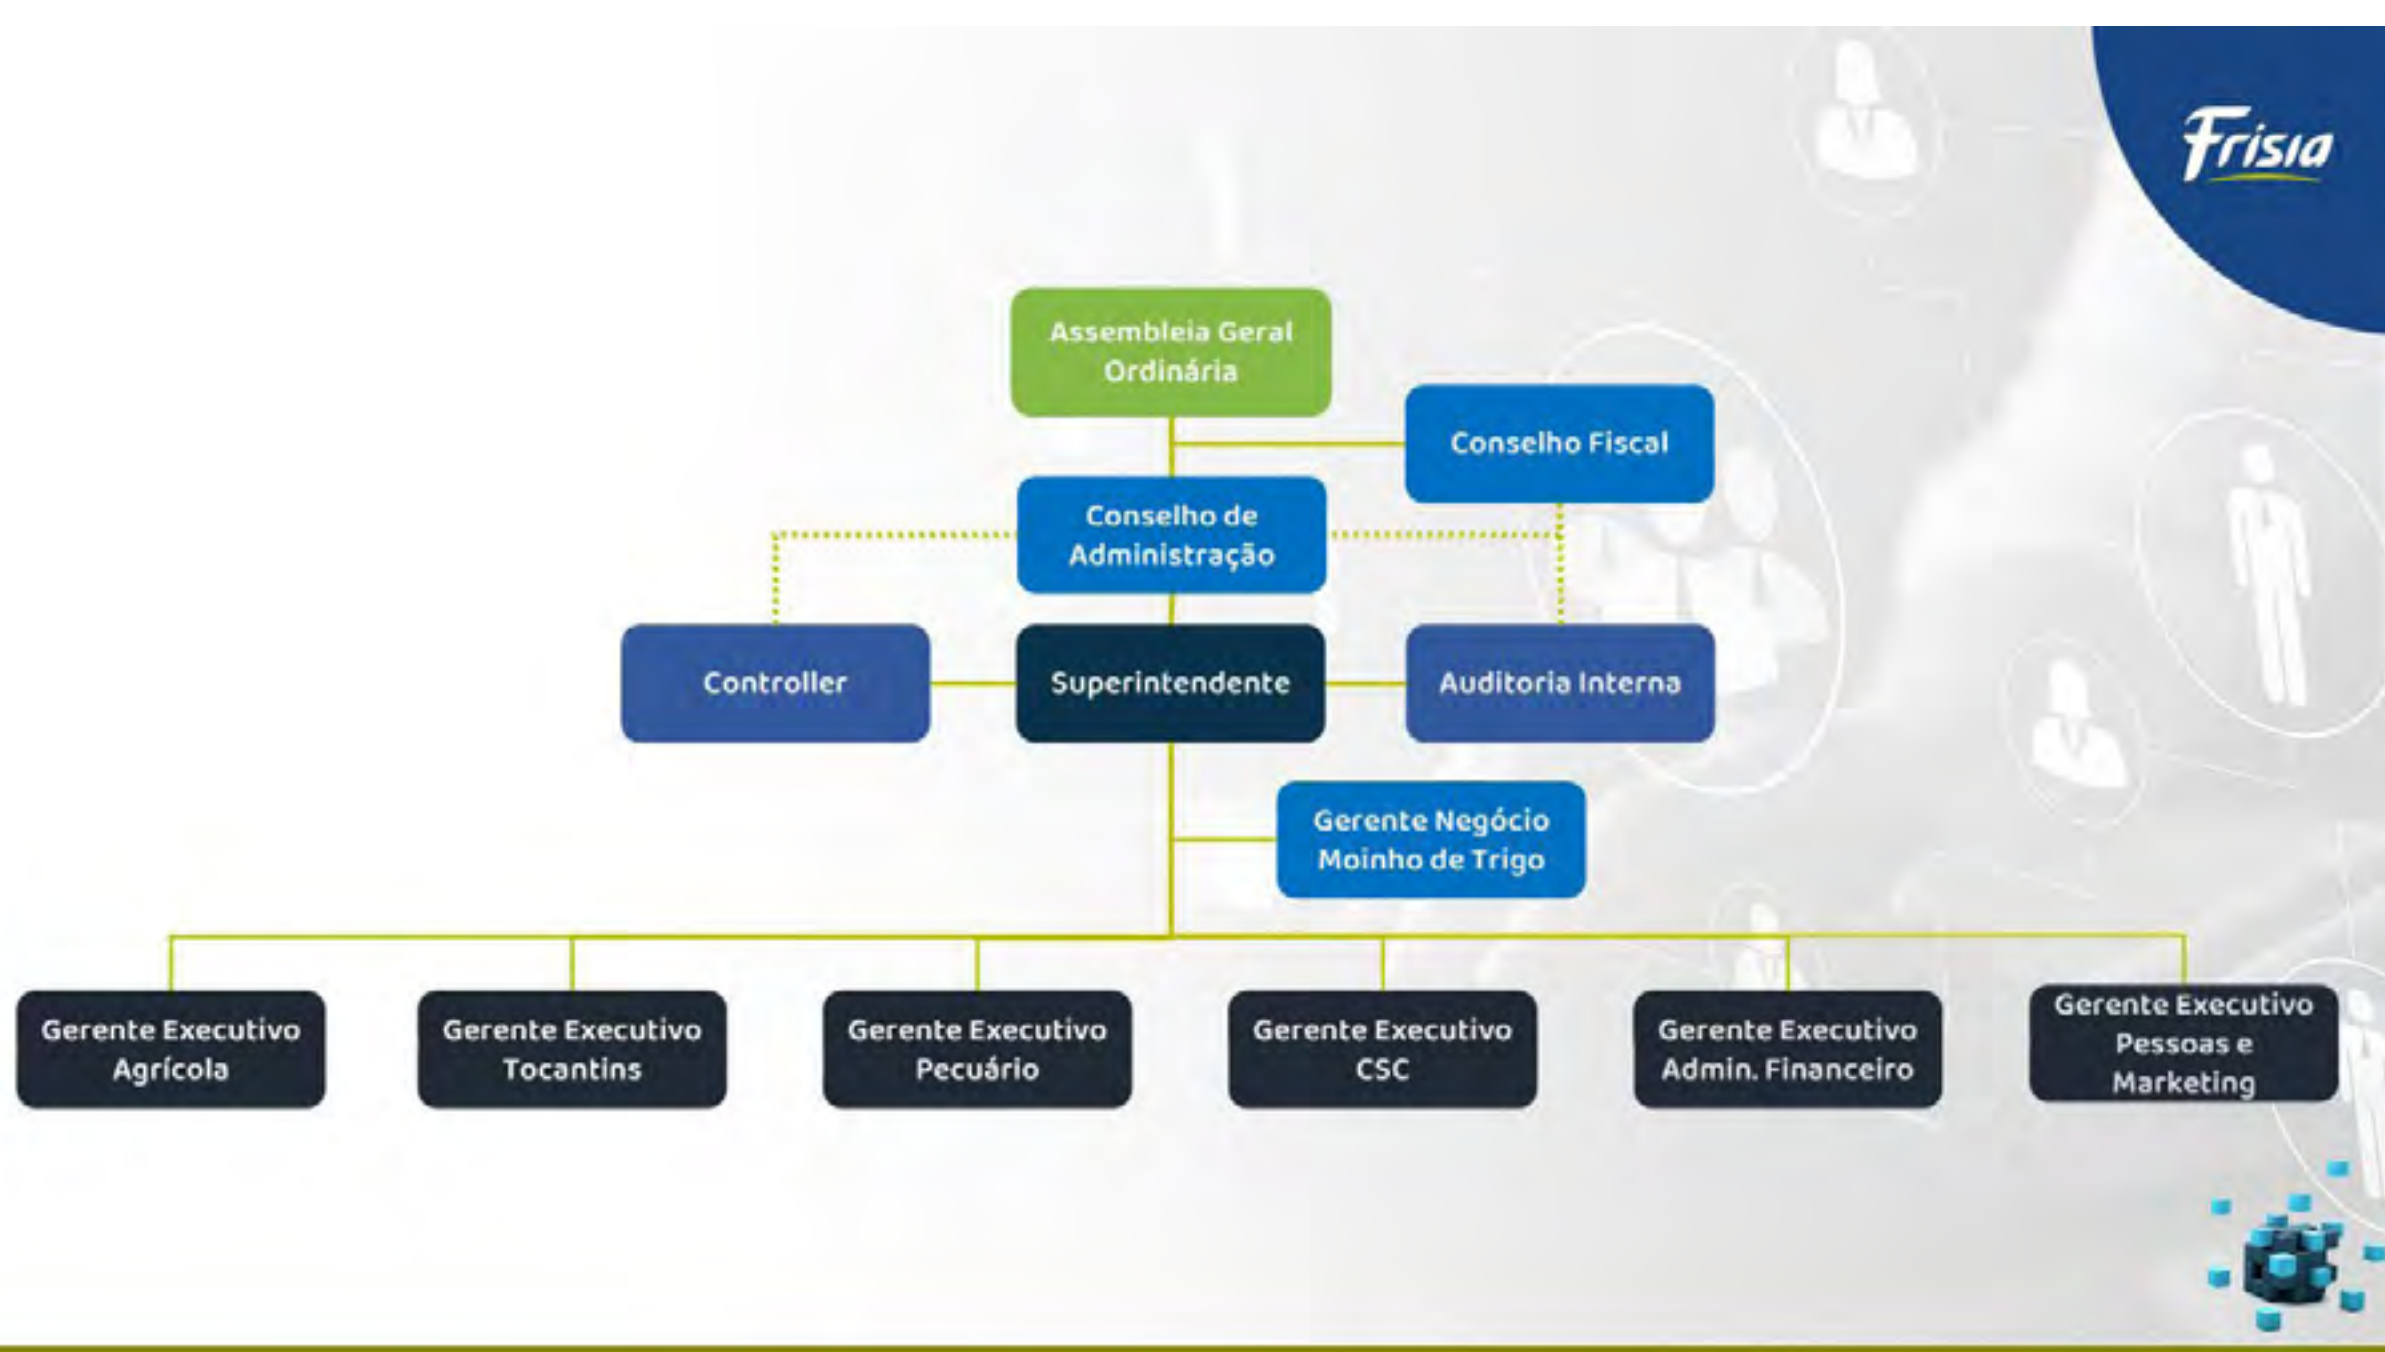 Frísia
Assembleia Geral
Ordinária
Conselho Fiscal
Conselho de
Administração
Controller
Superintendente
Auditoria Interna
Gerente Negócio
Moinho de Trigo
Gerente Executivo
Agrícola
Gerente Executivo
Tocantins
Gerente Executivo
Pecuário
Gerente Executivo
CSC
Gerente Executivo
Admin. Financeiro
Gerente Executivo
Pessoas e
Marketing